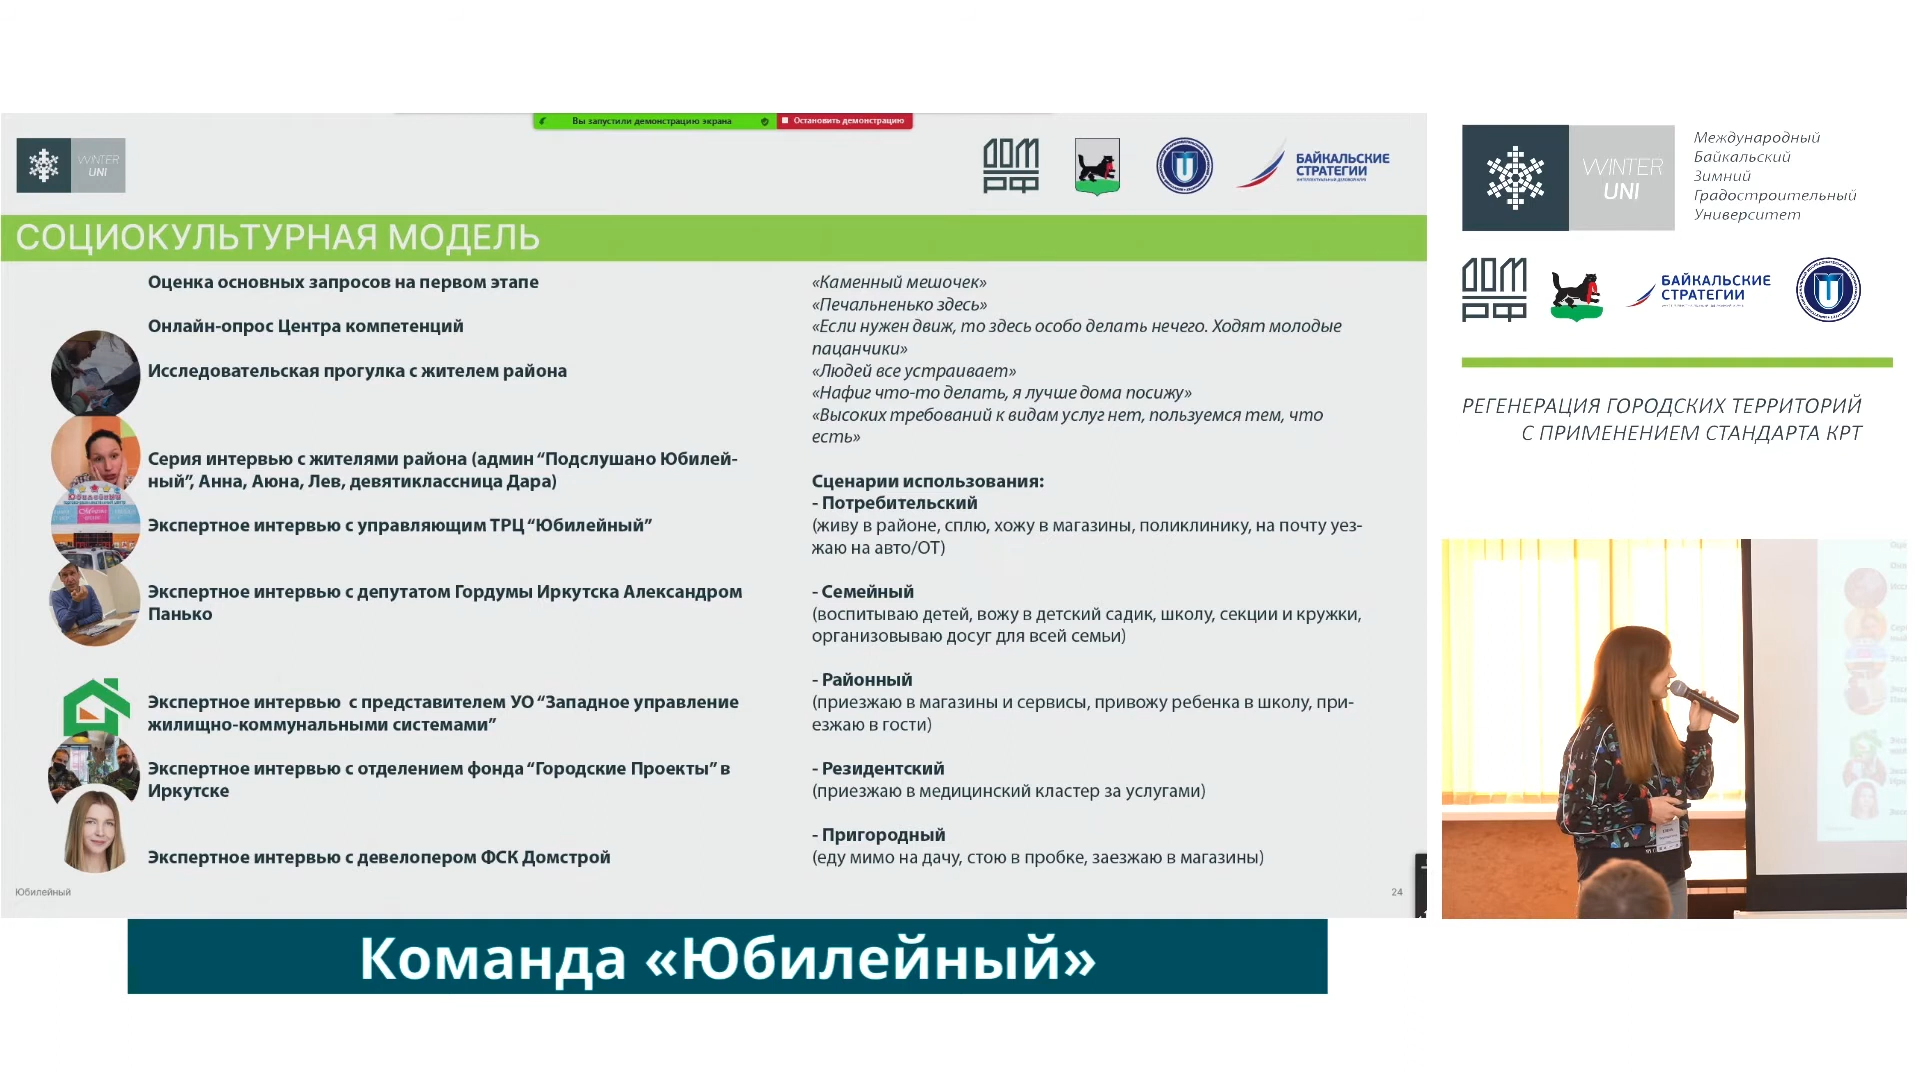 Вы запустили демонстрацию экрана
Остановить демонстрацию
WINTER
UNI
ДОМ
РФ
БАЙКАЛЬСКИЕ
СТРАТЕГИИ
СОЦИОКУЛЬТУРНАЯ МОДЕЛЬ
Оценка основных запросов на первом этапе
Онлайн-опрос Центра компетенций
Исследовательская прогулка с жителем района
Серия интервью с жителями района (админ “Подслушано Юбилей-
ный”, Анна, Аюна, Лев, девятиклассница Дара)
Экспертное интервью с управляющим ТРЦ “Юбилейный”
Экспертное интервью с депутатом Гордумы Иркутска Александром
Панько
Экспертное интервью с представителем УО “Западное управление
жилищно-коммунальными системами”
Экспертное интервью с отделением фонда “Городские Проекты” в
Иркутске
Экспертное интервью с девелопером ФСК Домстрой
«Каменный мешочек»
«Печальненько здесь»
«Если нужен движ, то здесь особо делать нечего. Ходят молодые
пацанчики»
«Людей все устраивает»
«Нафиг что-то делать, я лучше дома посижу»
«Высоких требований к видам услуг нет, пользуемся тем, что
есть»
Сценарии использования:
- Потребительский
(живу в районе, сплю, хожу в магазины, поликлинику, на почту уез-
жаю на авто/ОТ)
- Семейный
(воспитываю детей, вожу в детский садик, школу, секции и кружки,
организовываю досуг для всей семьи)
- Районный
(приезжаю в магазины и сервисы, привожу ребенка в школу, при-
езжаю в гости)
- Резидентский
(приезжаю в медицинский кластер за услугами)
- Пригородный
(еду мимо на дачу, стою в пробке, заезжаю в магазины)
Юбилейный
24
Команда «Юбилейный»
WINTER
UNI
Международный
Байкальский
Зимний
Градостроительный
Университет
ДОМ
РФ
БАЙКАЛЬСКИЕ
СТРАТЕГИИ
РЕГЕНЕРАЦИЯ ГОРОДСКИХ ТЕРРИТОРИЙ
С ПРИМЕНЕНИЕМ СТАНДАРТА КРТ